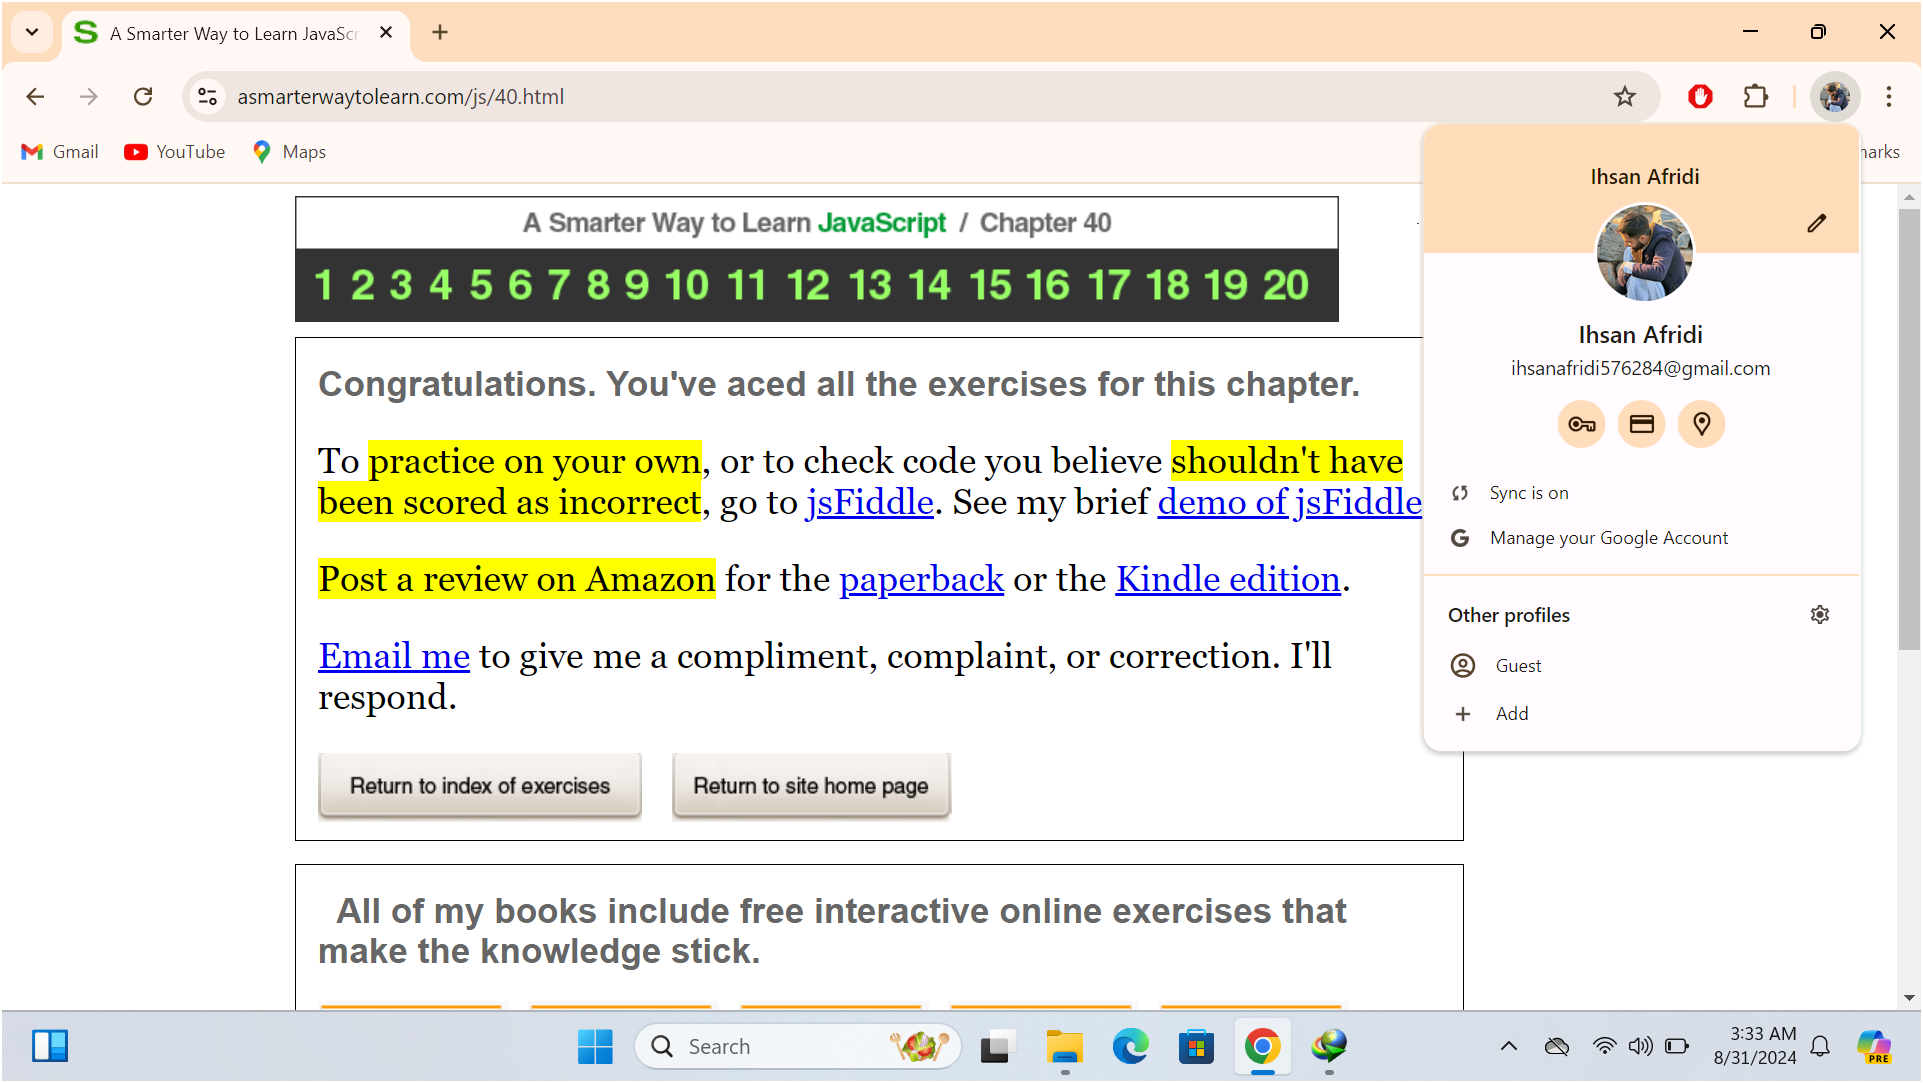 A Smarter Way to Learn JavaScr
asmarterwaytolearn.com/js/40.html
Gmail
YouTube
Maps
arks
A Smarter Way to Learn JavaScript / Chapter 40
1 2 3 4 5 6 7 8 9 10 11 12 13 14 15 16 17 18 19 20
Congratulations. You've aced all the exercises for this chapter.
To practice on your own, or to check code you believe shouldn't have
been scored as incorrect, go to jsFiddle. See my brief demo of jsFiddle
Post a review on Amazon for the paperback or the Kindle edition.
Email me to give me a compliment, complaint, or correction. I'll
respond.
Return to index of exercises
Return to site home page
All of my books include free interactive online exercises that
make the knowledge stick.
Ihsan Afridi
Ihsan Afridi
ihsanafridi576284@gmail.com
Sync is on
Manage your Google Account
Other profiles
Guest
Add
Search
3:33 AM
8/31/2024
PRE